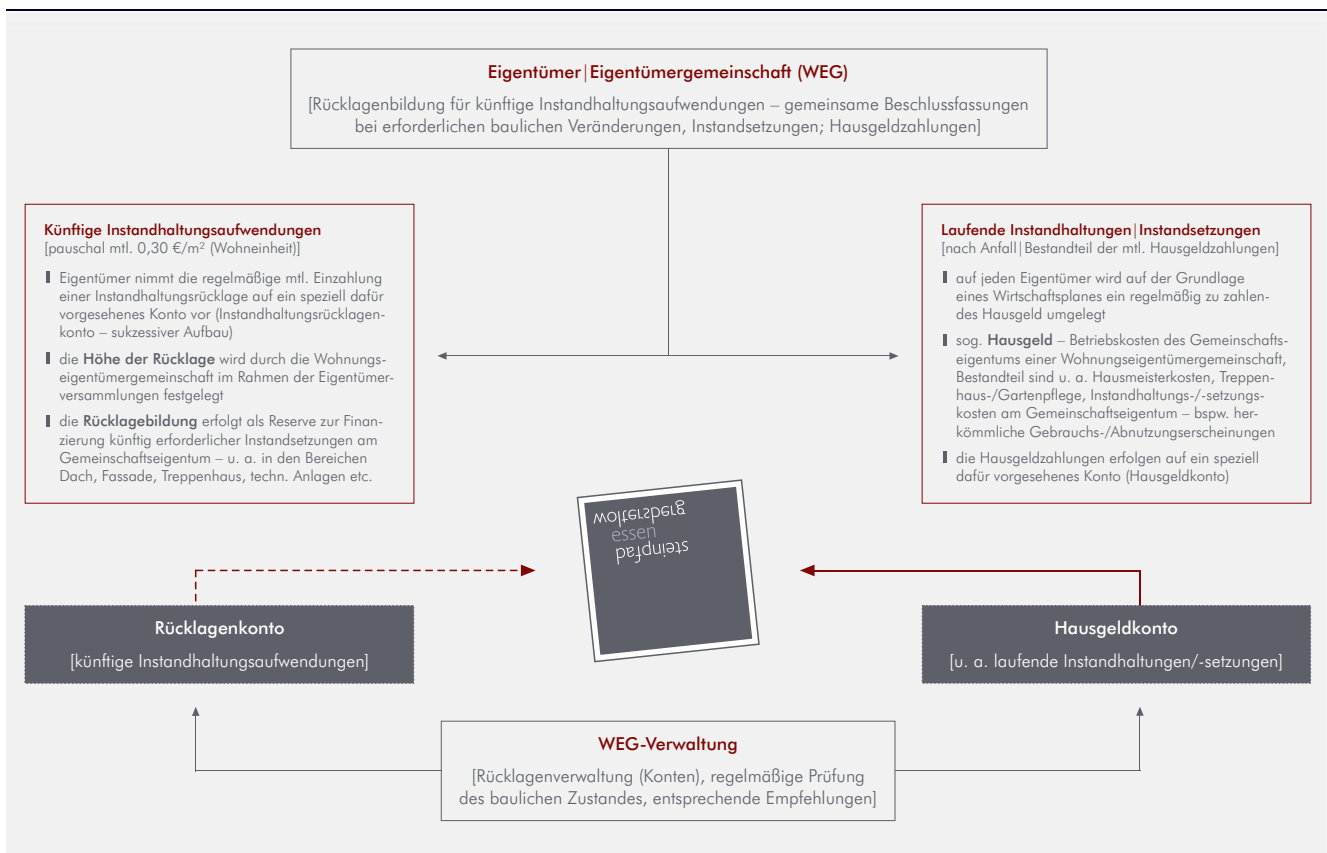 Eigentümer|Eigentümergemeinschaft (WEG)
[Rücklagenbildung für künftige Instandhaltungsaufwendungen – gemeinsame Beschlussfassungen
bei erforderlichen baulichen Veränderungen, Instandsetzungen; Hausgeldzahlungen]
Künftige Instandhaltungsaufwendungen
[pauschal mtl. 0,30 €/m² (Wohneinheit)]
Eigentümer nimmt die regelmäßige mtl. Einzahlung
einer Instandhaltungsrücklage auf ein speziell dafür
vorgesehenes Konto vor (Instandhaltungsrücklagen-
konto – sukzessiver Aufbau)
die Höhe der Rücklage wird durch die Wohnungs-
eigentümergemeinschaft im Rahmen der Eigentümer-
versammlungen festgelegt
die Rücklagebildung erfolgt als Reserve zur Finan-
zierung künftig erforderlicher Instandsetzungen am
Gemeinschaftseigentum – u. a. in den Bereichen
Dach, Fassade, Treppenhaus, techn. Anlagen etc.
Laufende Instandhaltungen|Instandsetzungen
[nach Anfall|Bestandteil der mtl. Hausgeldzahlungen]
auf jeden Eigentümer wird auf der Grundlage
eines Wirtschaftsplanes ein regelmäßig zu zahlen-
des Hausgeld umgelegt
sog. Hausgeld – Betriebskosten des Gemeinschafts-
eigentums einer Wohnungseigentümergemeinschaft,
Bestandteil sind u. a. Hausmeisterkosten, Treppen-
haus-/Gartenpflege, Instandhaltungs-/-setzungs-
kosten am Gemeinschaftseigentum – bspw. her-
kömmliche Gebrauchs-/Abnutzungserscheinungen
die Hausgeldzahlungen erfolgen auf ein speziell
dafür vorgesehenes Konto (Hausgeldkonto)
woltersberg
essen
Rücklagenkonto
[künftige Instandhaltungsaufwendungen]
Hausgeldkonto
[u. a. laufende Instandhaltungen/-setzungen]
WEG-Verwaltung
[Rücklagenverwaltung (Konten), regelmäßige Prüfung
des baulichen Zustandes, entsprechende Empfehlungen]